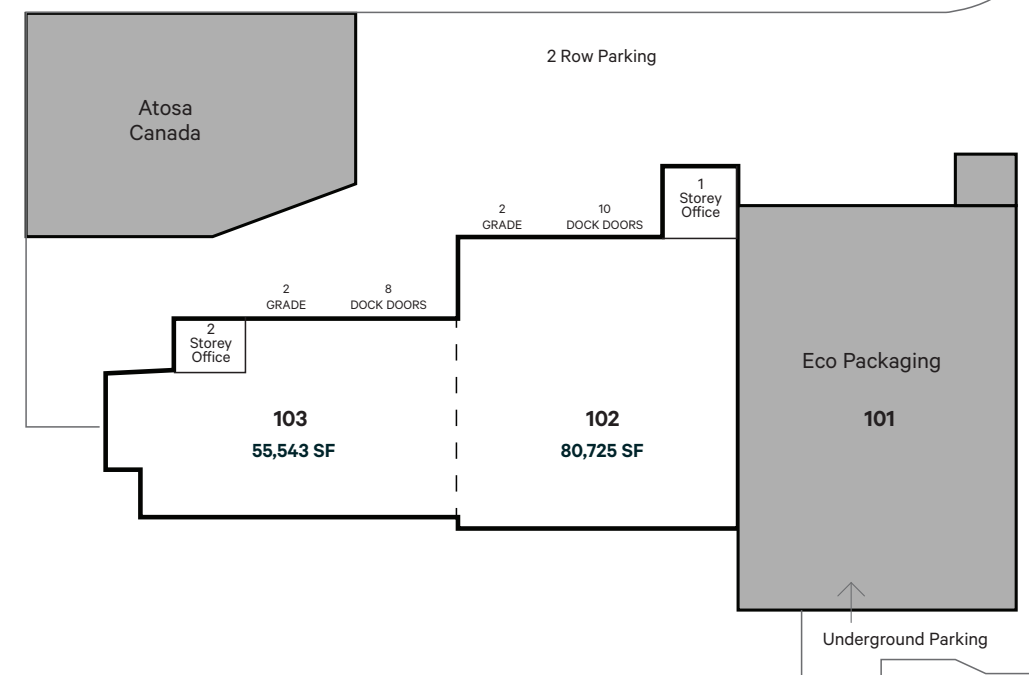 2 Row Parking
Atosa
Canada
1
Storey
Office
2
GRADE
10
DOCK DOORS
2
GRADE
8
DOCK DOORS
2
Storey
Office
Eco Packaging
103
102
101
55,543 SF
80,725 SF
Underground Parking